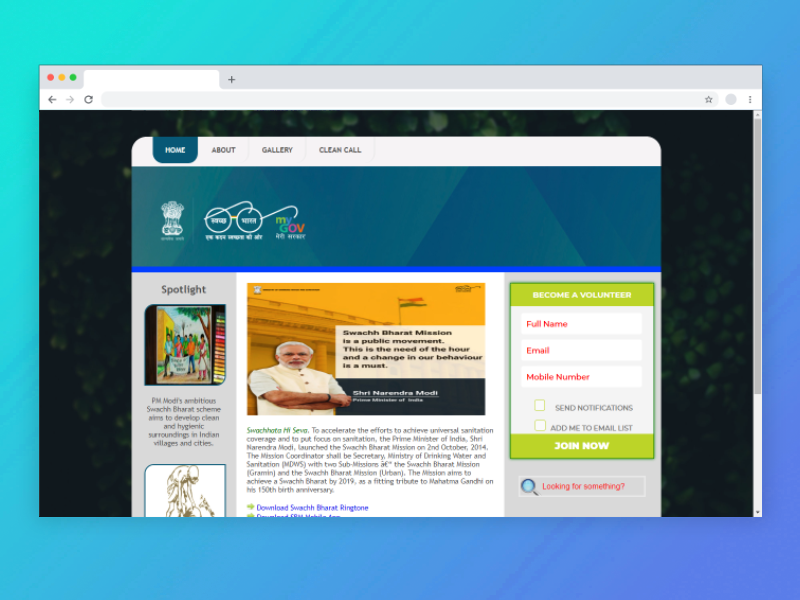 HOME ABOUT GALLERY CLEAN CALL
स्वच्छ भारत
एक कदम स्वच्छता की ओर
my
GOV
मेरी सरकार
Spotlight
PM Modi's ambitious
Swachh Bharat scheme
aims to develop clean
and hygienic
surroundings in Indian
villages and cities.
Swachh Bharat Mission
is a public movement.
This is the need of the hour
and a change in our behaviour
is a must.
Shri Narendra Modi
Prime Minister of India
Swachhata Hi Seva. To accelerate the efforts to achieve universal sanitation
coverage and to put focus on sanitation, the Prime Minister of India, Shri
Narendra Modi, launched the Swachh Bharat Mission on 2nd October, 2014.
The Mission Coordinator shall be Secretary, Ministry of Drinking Water and
Sanitation (MDWS) with two Sub-Missions â€“ the Swachh Bharat Mission
(Gramin) and the Swachh Bharat Mission (Urban). The Mission aims to
achieve a Swachh Bharat by 2019, as a fitting tribute to Mahatma Gandhi on
his 150th birth anniversary.
Download Swachh Bharat Ringtone
Download SBM Mobile App
BECOME A VOLUNTEER
Full Name
Email
Mobile Number
SEND NOTIFICATIONS
ADD ME TO EMAIL LIST
JOIN NOW
Looking for something?